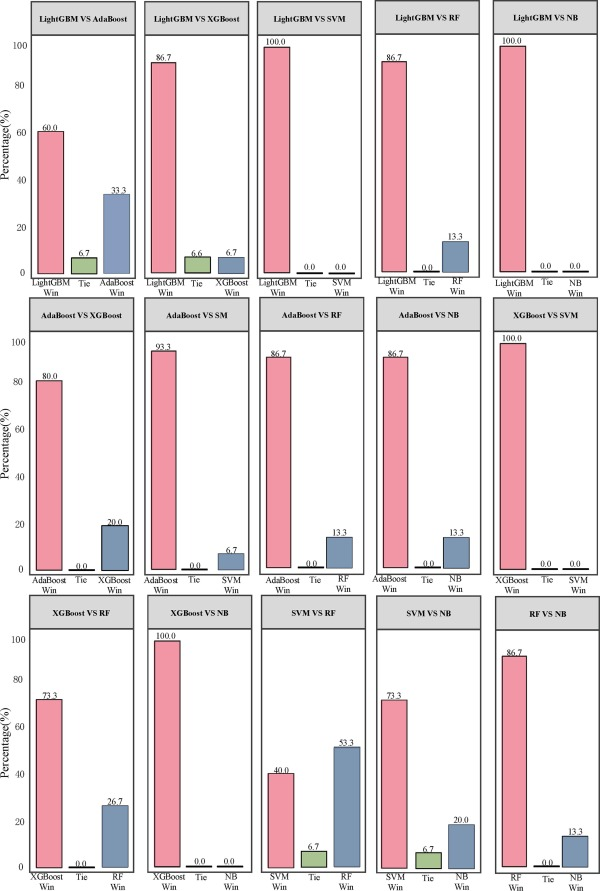 LightGBM VS AdaBoost
LightGBM VS XGBoost
LightGBM VS SVM
LightGBM VS RF
LightGBM VS NB
Percentage(%)
100
80
60
40
20
0
60.0
6.7
33.3
86.7
6.6
6.7
100.0
0.0
0.0
86.7
0.0
13.3
100.0
0.0
0.0
LightGBM Tie AdaBoost
Win Win
LightGBM Tie XGBoost
Win Win
LightGBM Tie SVM
Win Win
LightGBM Tie RF
Win Win
LightGBM Tie NB
Win Win
AdaBoost VS XGBoost
AdaBoost VS SM
AdaBoost VS RF
AdaBoost VS NB
XGBoost VS SVM
Percentage(%)
100
80
60
40
20
0
80.0
0.0
20.0
93.3
0.0
6.7
86.7
0.0
13.3
86.7
0.0
13.3
100.0
0.0
0.0
AdaBoost Tie XGBoost
Win Win
AdaBoost Tie SVM
Win Win
AdaBoost Tie RF
Win Win
AdaBoost Tie NB
Win Win
XGBoost Tie SVM
Win Win
XGBoost VS RF
XGBoost VS NB
SVM VS RF
SVM VS NB
RF VS NB
Percentage(%)
100
80
60
40
20
0
73.3
0.0
26.7
100.0
0.0
0.0
40.0
6.7
53.3
73.3
6.7
20.0
86.7
0.0
13.3
XGBoost Tie RF
Win Win
XGBoost Tie NB
Win Win
SVM Tie RF
Win Win
SVM Tie NB
Win Win
RF Tie NB
Win Win